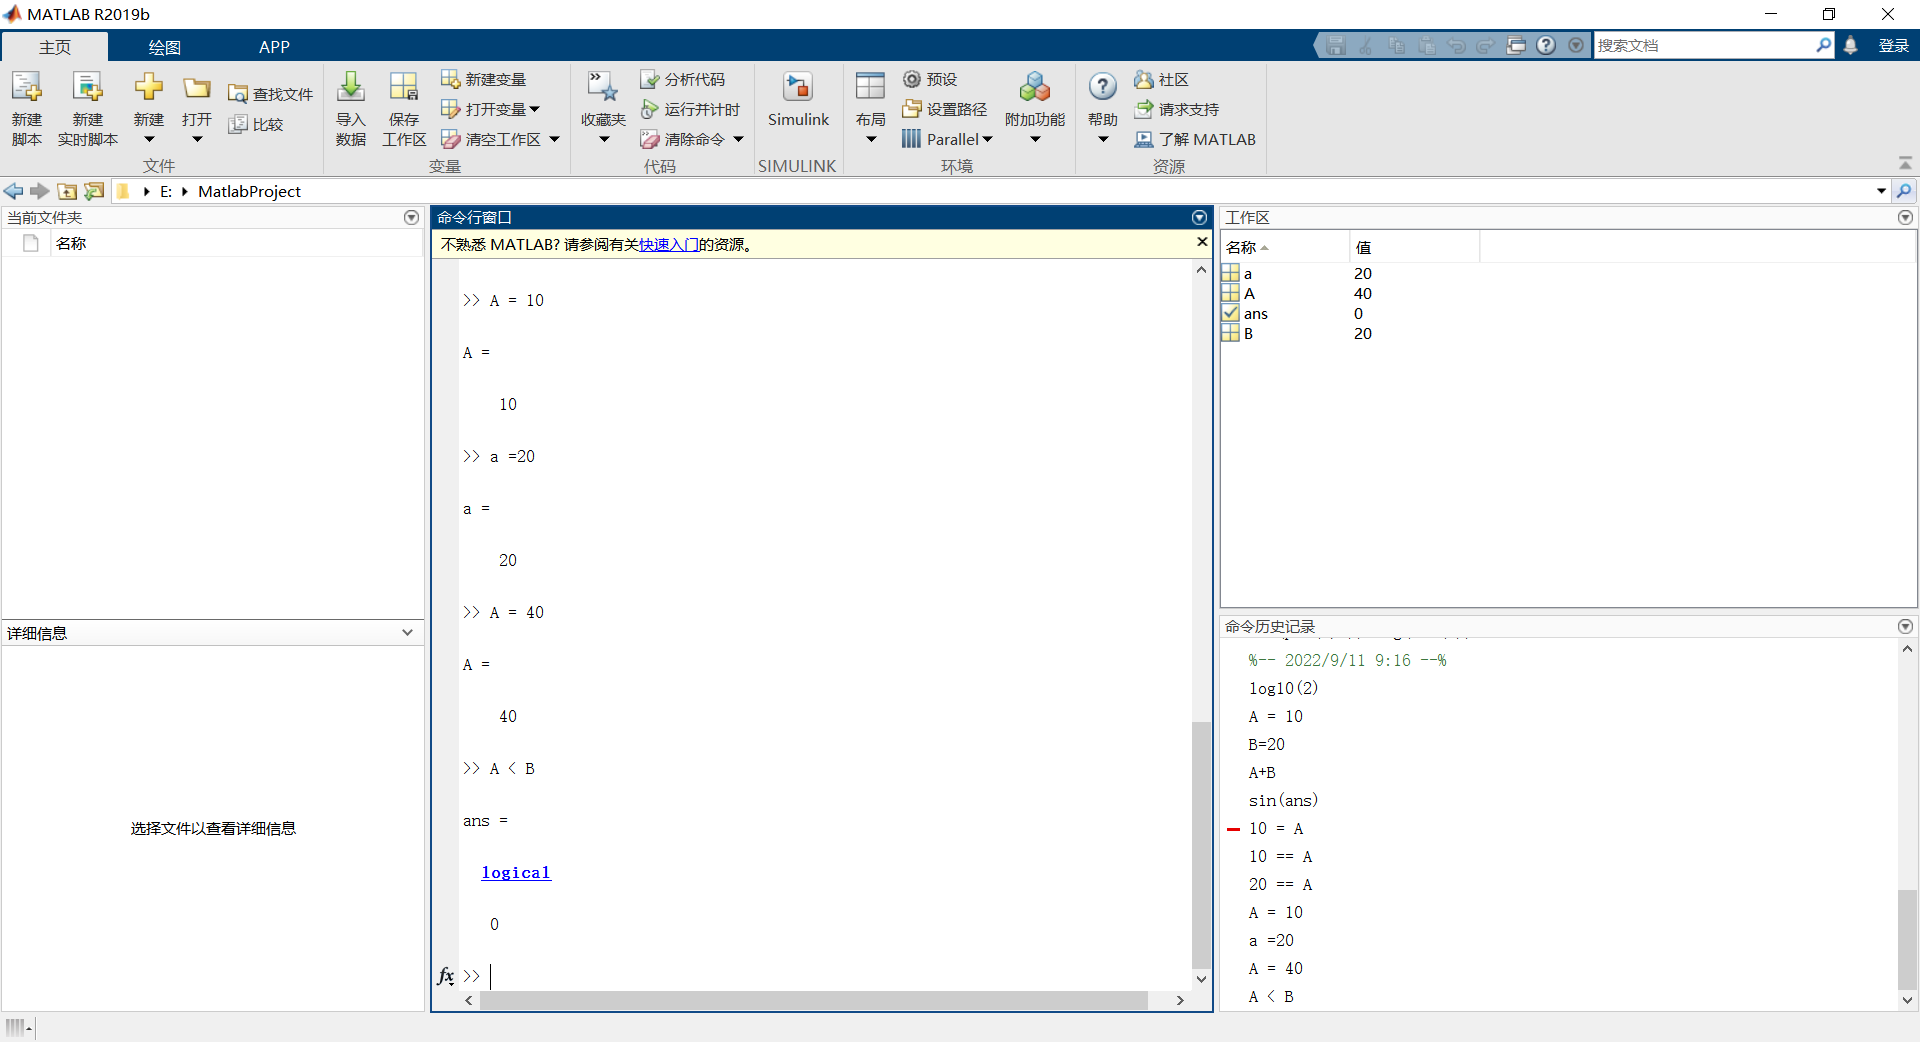 MATLAB R2019b
主页 绘图 APP
搜索文档 登录
新建 脚本
新建 实时脚本
新建
打开
查找文件
比较
文件
导入 数据
保存 工作区
新建变量
打开变量
清空工作区
变量
收藏夹
分析代码
运行并计时
清除命令
代码
Simulink
SIMULINK
布局
预设
设置路径
Parallel
附加功能
环境
帮助
社区
请求支持
了解 MATLAB
资源
E: MatlabProject
当前文件夹
名称
详细信息
选择文件以查看详细信息
命令行窗口
不熟悉 MATLAB? 请参阅有关快速入门的资源。
>> A = 10
A =
10
>> a =20
a =
20
>> A = 40
A =
40
>> A < B
ans =
logical
0
fx >>
工作区
名称 值
a 20
A 40
ans 0
B 20
命令历史记录
%-- 2022/9/11 9:16 --%
log10(2)
A = 10
B=20
A+B
sin(ans)
10 = A
10 == A
20 == A
A = 10
a =20
A = 40
A < B